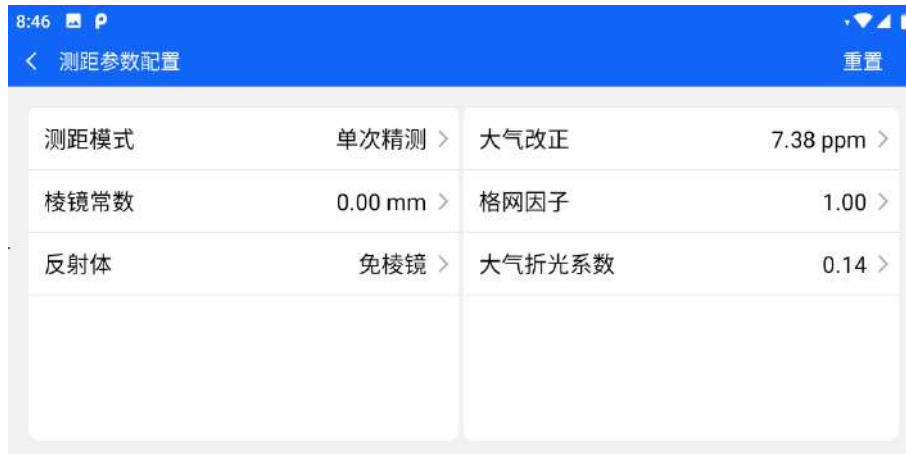 8:46
测距参数配置
重置
测距模式 单次精测
棱镜常数 0.00 mm
反射体 免棱镜
大气改正 7.38 ppm
格网因子 1.00
大气折光系数 0.14